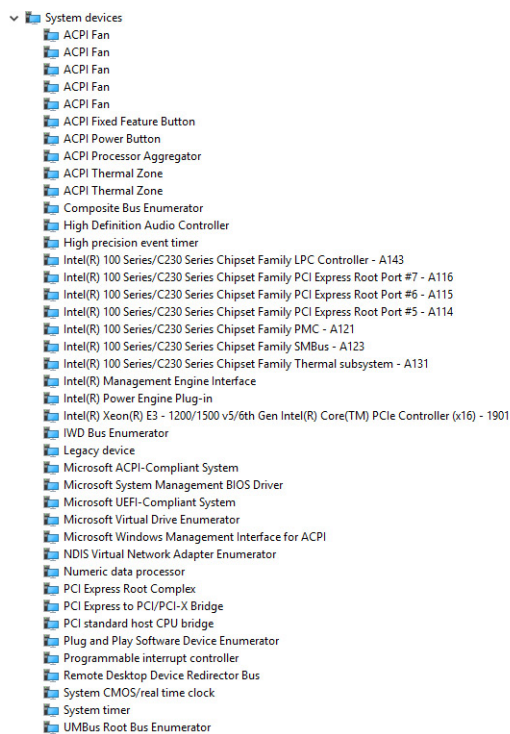 System devices
ACPI Fan
ACPI Fan
ACPI Fan
ACPI Fan
ACPI Fan
ACPI Fixed Feature Button
ACPI Power Button
ACPI Processor Aggregator
ACPI Thermal Zone
ACPI Thermal Zone
Composite Bus Enumerator
High Definition Audio Controller
High precision event timer
Intel(R) 100 Series/C230 Series Chipset Family LPC Controller - A143
Intel(R) 100 Series/C230 Series Chipset Family PCI Express Root Port #7 - A116
Intel(R) 100 Series/C230 Series Chipset Family PCI Express Root Port #6 - A115
Intel(R) 100 Series/C230 Series Chipset Family PCI Express Root Port #5 - A114
Intel(R) 100 Series/C230 Series Chipset Family PMC - A121
Intel(R) 100 Series/C230 Series Chipset Family SMBus - A123
Intel(R) 100 Series/C230 Series Chipset Family Thermal subsystem - A131
Intel(R) Management Engine Interface
Intel(R) Power Engine Plug-in
Intel(R) Xeon(R) E3 - 1200/1500 v5/6th Gen Intel(R) Core(TM) PCIe Controller (x16) - 1901
IWD Bus Enumerator
Legacy device
Microsoft ACPI-Compliant System
Microsoft System Management BIOS Driver
Microsoft UEFI-Compliant System
Microsoft Virtual Drive Enumerator
Microsoft Windows Management Interface for ACPI
NDIS Virtual Network Adapter Enumerator
Numeric data processor
PCI Express Root Complex
PCI Express to PCI/PCI-X Bridge
PCI standard host CPU bridge
Plug and Play Software Device Enumerator
Programmable interrupt controller
Remote Desktop Device Redirector Bus
System CMOS/real time clock
System timer
UMBus Root Bus Enumerator